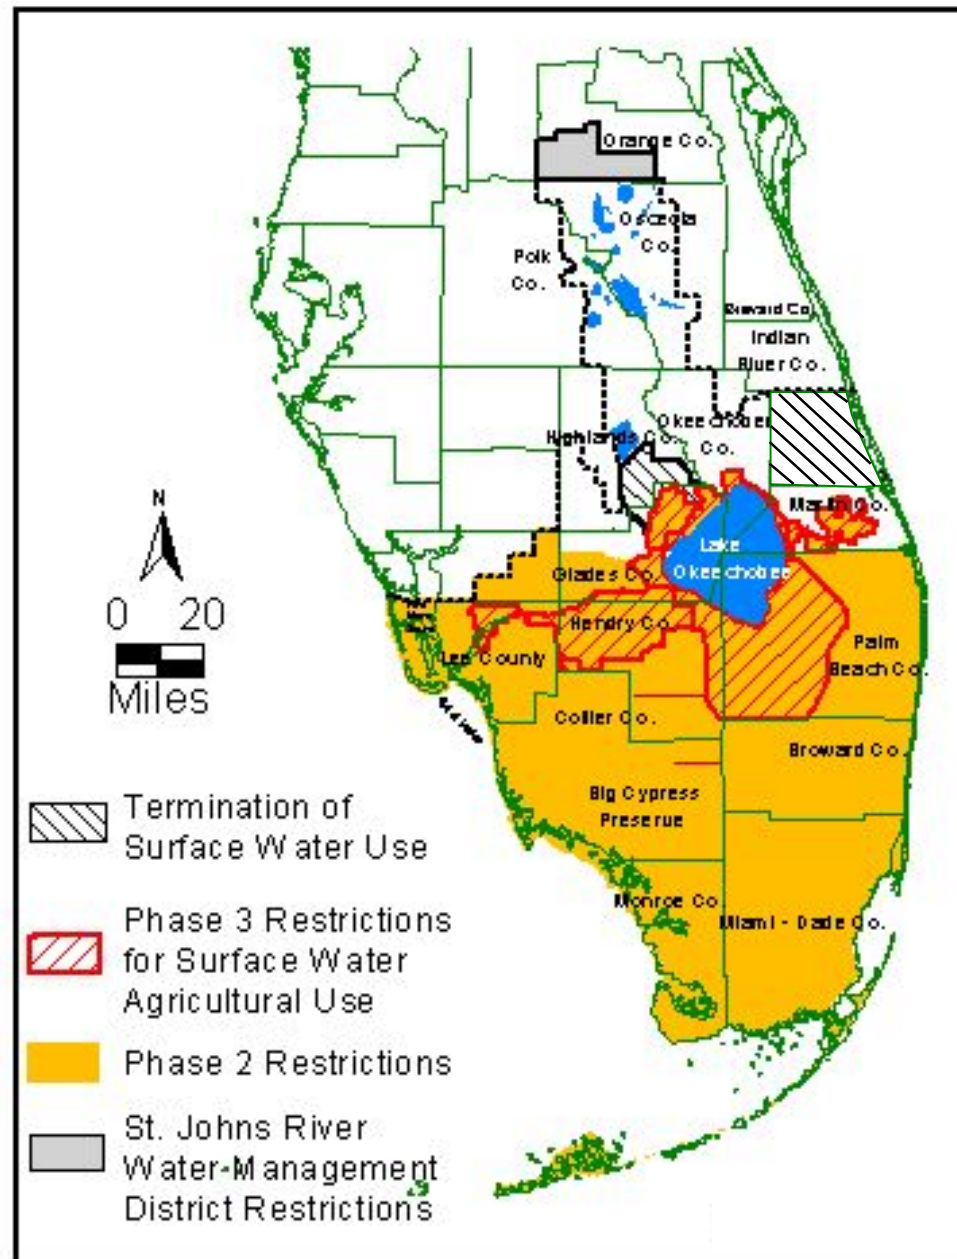 Orange Co.
Osceola
Co.
Polk
Co.
Brevard Co.
Indian
River Co.
Okeechobee
Co.
Highlands Co.
Martin Co.
Lake
Okeechobee
Glades Co.
Hendry Co.
Lee County
Palm
Beach Co.
Collier Co.
Broward Co.
Big Cypress
Preserve
Monroe Co.
Miami - Dade Co.
N
0 20
Miles
Termination of
Surface Water Use
Phase 3 Restrictions
for Surface Water
Agricultural Use
Phase 2 Restrictions
St. Johns River
Water-Management
District Restrictions